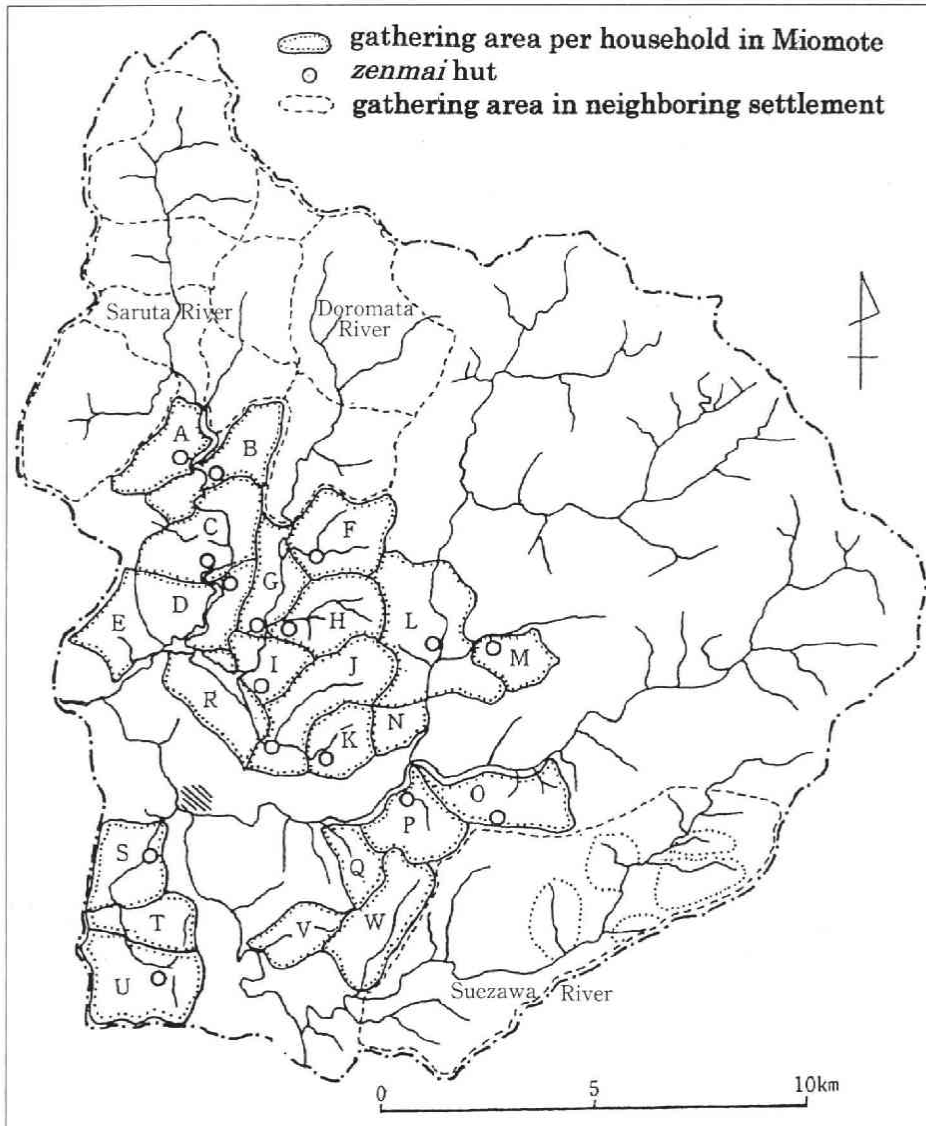 gathering area per household in Miomote
zenmai hut
gathering area in neighboring settlement
Saruta River
Doromata
River
A
B
C
F
G
E
D
H
L
M
I
J
R
K
N
O
P
S
Q
T
V
W
U
Suezawa River
0 5 10km